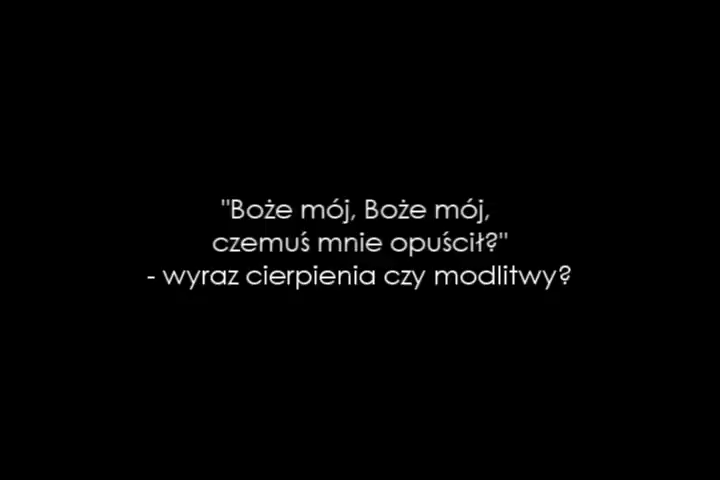 "Boże mój, Boże mój,
czemuś mnie opuścił?"
- wyraz cierpienia czy modlitwy?